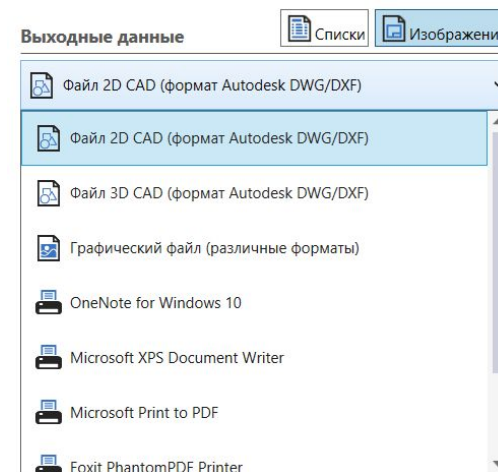 Выходные данные
Списки
Изображени
Файл 2D CAD (формат Autodesk DWG/DXF)
Файл 2D CAD (формат Autodesk DWG/DXF)
Файл 3D CAD (формат Autodesk DWG/DXF)
Графический файл (различные форматы)
OneNote for Windows 10
Microsoft XPS Document Writer
Microsoft Print to PDF
Foxit PhantomPDF Printer